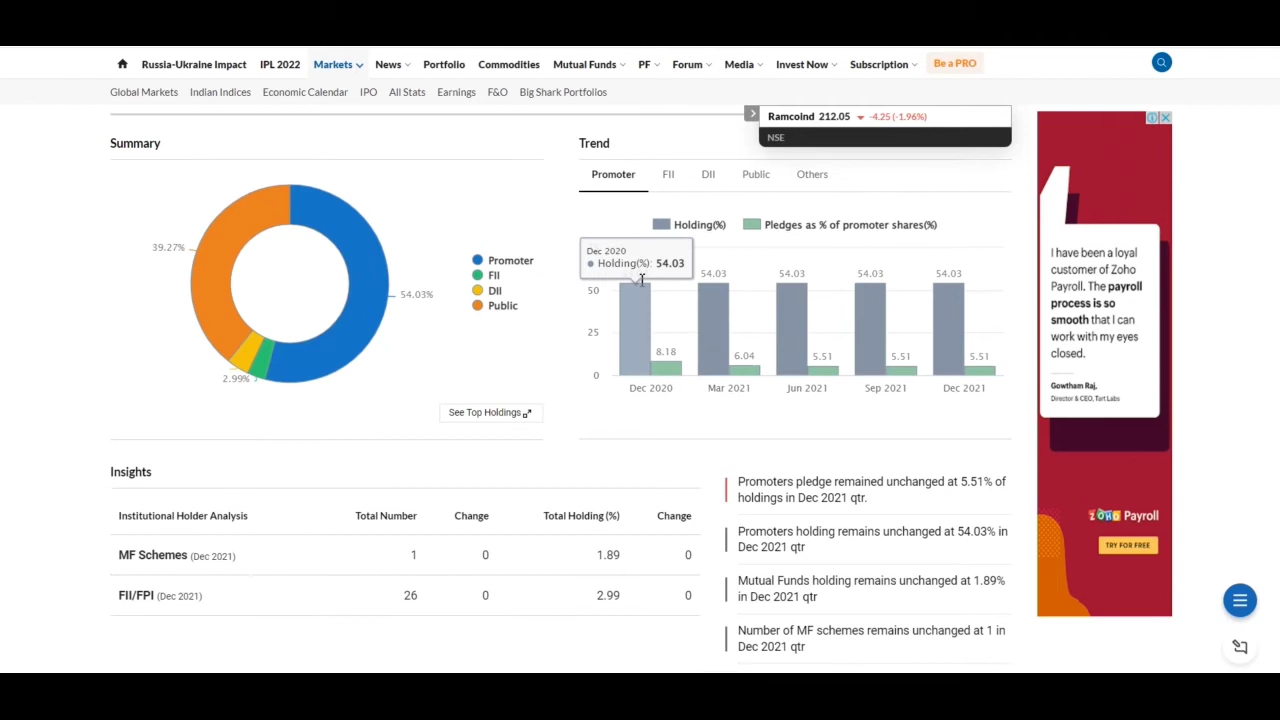 Russia-Ukraine Impact IPL 2022 Markets News Portfolio Commodities Mutual Funds PF Forum Media Invest Now Subscription Be a PRO
Global Markets Indian Indices Economic Calendar IPO All Stats Earnings F&O Big Shark Portfolios
Ramcoind 212.05 -4.25 (-1.96%)
NSE
Summary
39.27%
54.03%
2.99%
Promoter
FII
DII
Public
See Top Holdings
Trend
Promoter FII DII Public Others
Holding(%) Pledges as % of promoter shares(%)
Dec 2020
Holding(%): 54.03
54.03 54.03 54.03 54.03
50
25
0
8.18 6.04 5.51 5.51 5.51
Dec 2020 Mar 2021 Jun 2021 Sep 2021 Dec 2021
Insights
Institutional Holder Analysis Total Number Change Total Holding (%) Change
MF Schemes (Dec 2021) 1 0 1.89 0
FII/FPI (Dec 2021) 26 0 2.99 0
Promoters pledge remained unchanged at 5.51% of
holdings in Dec 2021 qtr.
Promoters holding remains unchanged at 54.03% in
Dec 2021 qtr
Mutual Funds holding remains unchanged at 1.89%
in Dec 2021 qtr
Number of MF schemes remains unchanged at 1 in
Dec 2021 qtr
I have been a loyal
customer of Zoho
Payroll. The payroll
process is so
smooth that I can
work with my eyes
closed.
Gowtham Raj,
Director & CEO, Tart Labs
ZOHO Payroll
TRY FOR FREE